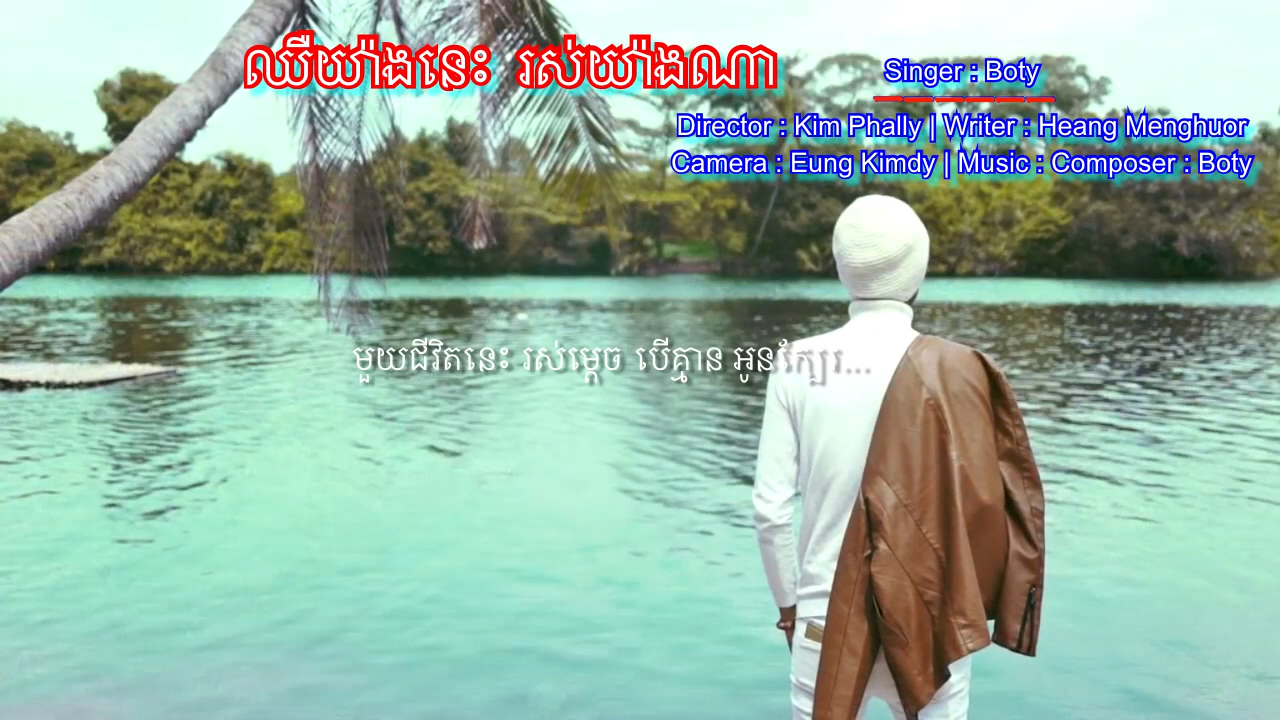 ឈឺយ៉ាងនេះ រស់យ៉ាងណា
Singer : Boty
Director : Kim Phally | Writer : Heang Menghuor
Camera : Eung Kimdy | Music : Composer : Boty
មួយជីវិតនេះ រស់ម្ដេច បើគ្មាន អូនក្បែរ...